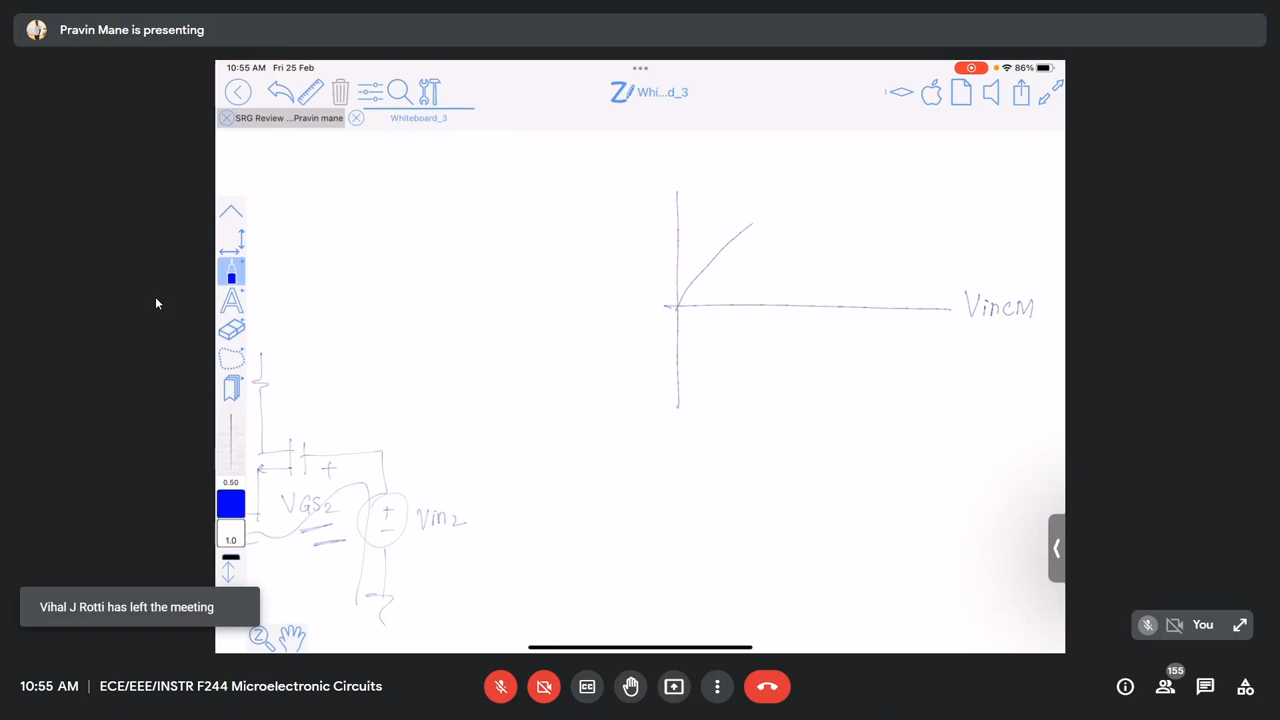 Pravin Mane is presenting
10:55 AM Fri 25 Feb
86%
Whi...d_3
1
SRG Review ...Pravin mane
Whiteboard_3
A
VinCM
0.50
+
VGS2
+
-
Vin2
1.0
Vihal J Rotti has left the meeting
Z
You
10:55 AM | ECE/EEE/INSTR F244 Microelectronic Circuits
CC
155